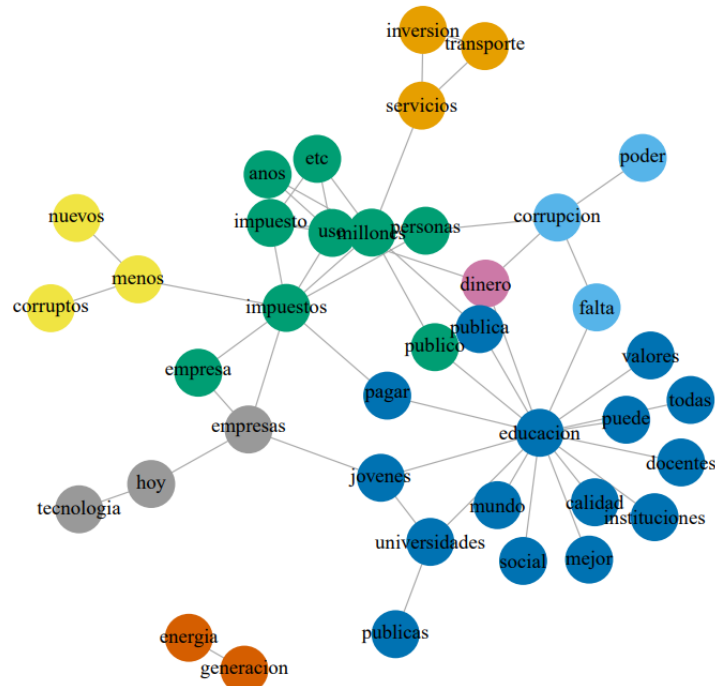 inversion
transporte
servicios
etc
anos
poder
nuevos
impuesto
uso
millones
personas
corrupcion
menos
dinero
corruptos
impuestos
falta
publica
publico
valores
empresa
pagar
todas
puede
empresas
educacion
docentes
jovenes
hoy
tecnologia
mundo
calidad
instituciones
universidades
social
mejor
publicas
energia
generacion